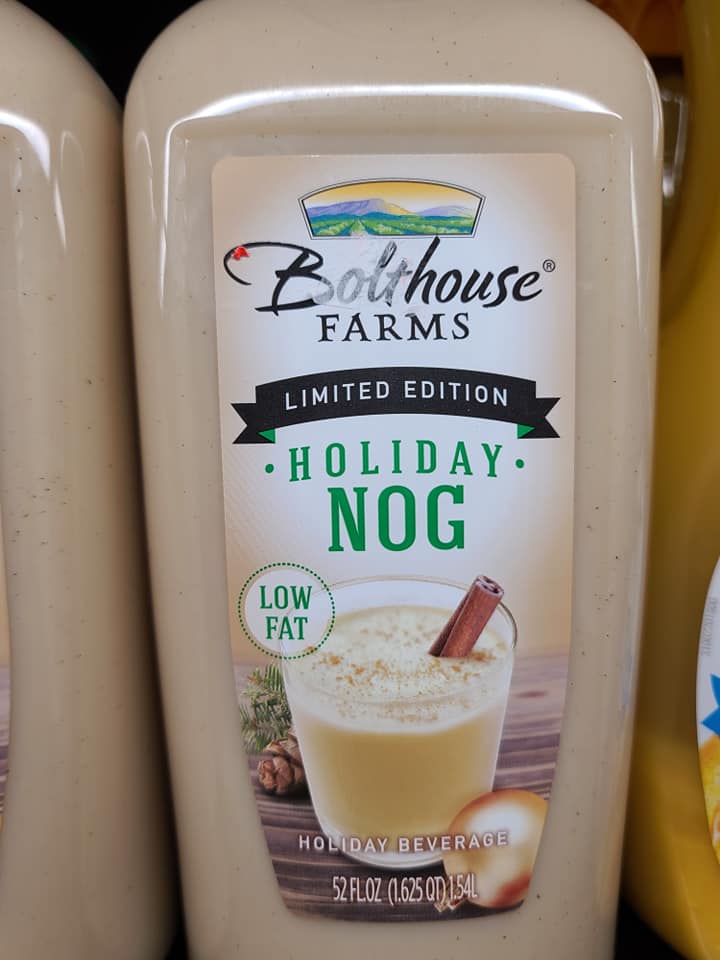 Bolthouse®
FARMS
LIMITED EDITION
· HOLIDAY ·
NOG
LOW
FAT
HOLIDAY BEVERAGE
52 FL OZ (1.625 QT) 1.54L